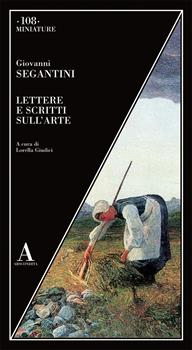 ·108·
MINIATURE
Giovanni
SEGANTINI
LETTERE
E SCRITTI
SULL'ARTE
A cura di
Lorella Giudici
A
ABSCONDITA